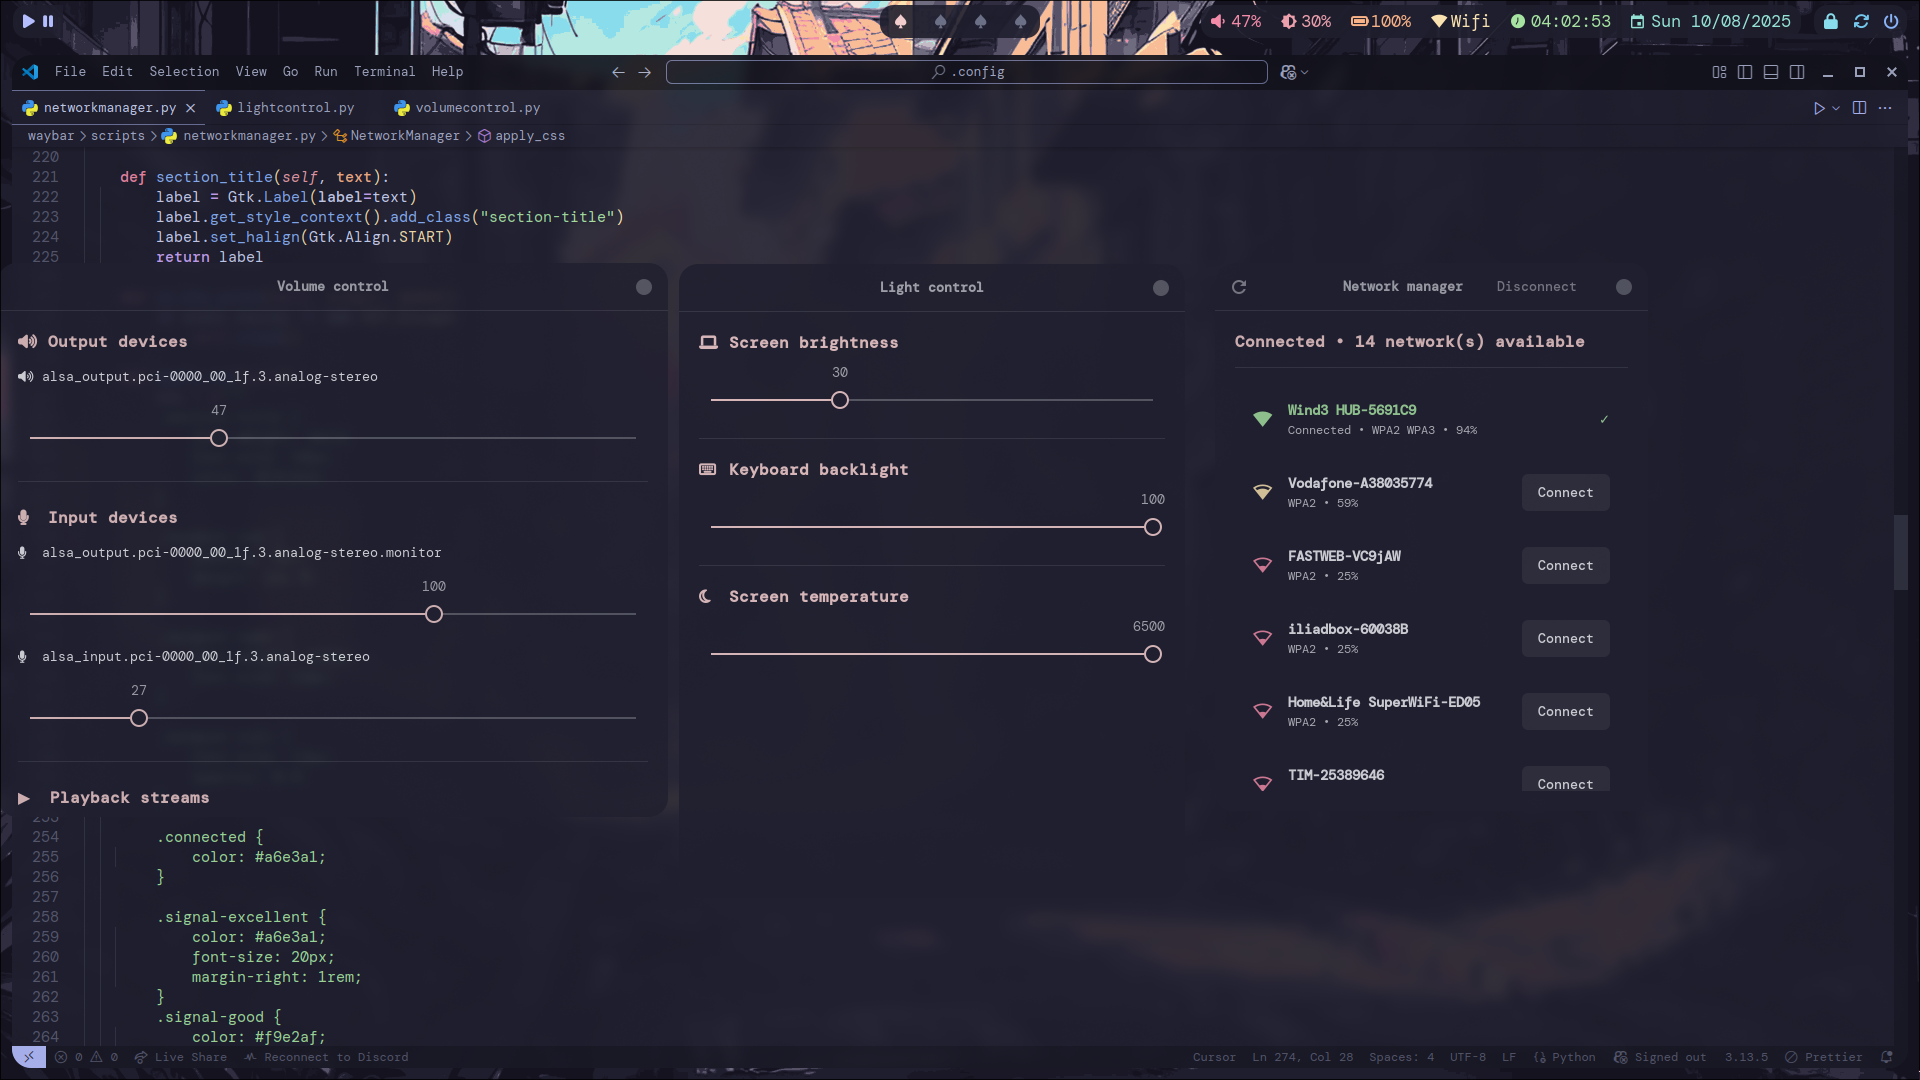 47% 30% 100% Wifi 04:02:53 Sun 10/08/2025
File Edit Selection View Go Run Terminal Help
.config
networkmanager.py lightcontrol.py volumecontrol.py
waybar > scripts > networkmanager.py > NetworkManager > apply_css
220
221 def section_title(self, text):
222 label = Gtk.Label(label=text)
223 label.get_style_context().add_class("section-title")
224 label.set_halign(Gtk.Align.START)
225 return label
Volume control
Output devices
alsa_output.pci-0000_00_1f.3.analog-stereo
47
Input devices
alsa_output.pci-0000_00_1f.3.analog-stereo.monitor
100
alsa_input.pci-0000_00_1f.3.analog-stereo
27
Playback streams
Light control
Screen brightness
30
Keyboard backlight
100
Screen temperature
6500
Network manager Disconnect
Connected • 14 network(s) available
Wind3 HUB-5691C9
Connected • WPA2 WPA3 • 94% ✓
Vodafone-A38035774
WPA2 • 59%
Connect
FASTWEB-VC9jAW
WPA2 • 25%
Connect
iliadbox-60038B
WPA2 • 25%
Connect
Home&Life SuperWiFi-ED05
WPA2 • 25%
Connect
TIM-25389646
Connect
253
254 .connected {
255 color: #a6e3a1;
256 }
257
258 .signal-excellent {
259 color: #a6e3a1;
260 font-size: 20px;
261 margin-right: 1rem;
262 }
263 .signal-good {
264 color: #f9e2af;
0 0 Live Share Reconnect to Discord Cursor Ln 274, Col 28 Spaces: 4 UTF-8 LF Python Signed out 3.13.5 Prettier